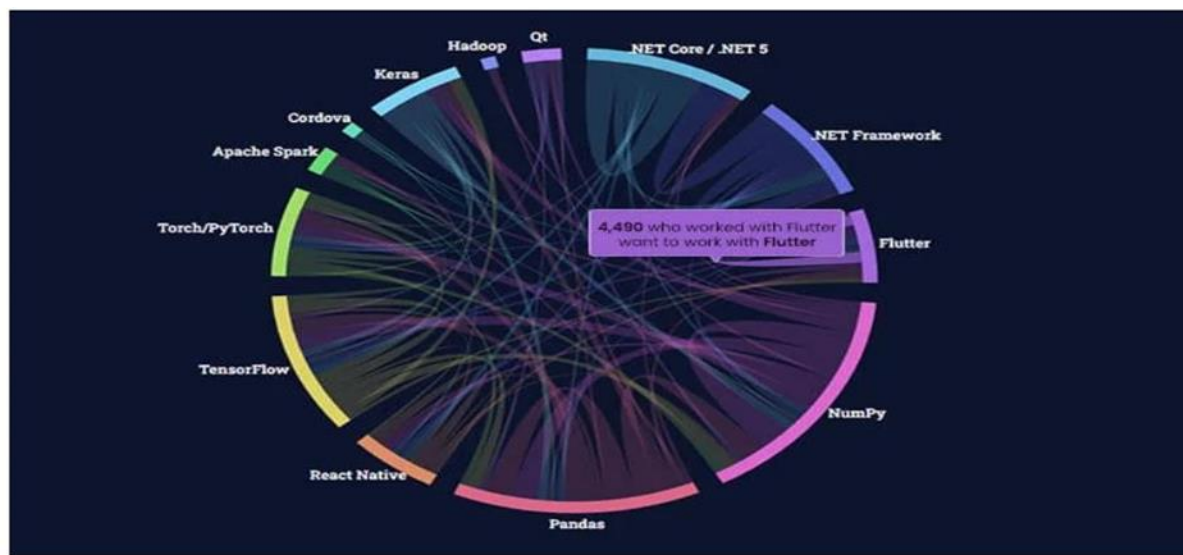 Qt
.NET Core / .NET 5
Hadoop
Keras
.NET Framework
Cordova
Apache Spark
4,490 who worked with Flutter
want to work with Flutter
Torch/PyTorch
Flutter
TensorFlow
NumPy
React Native
Pandas